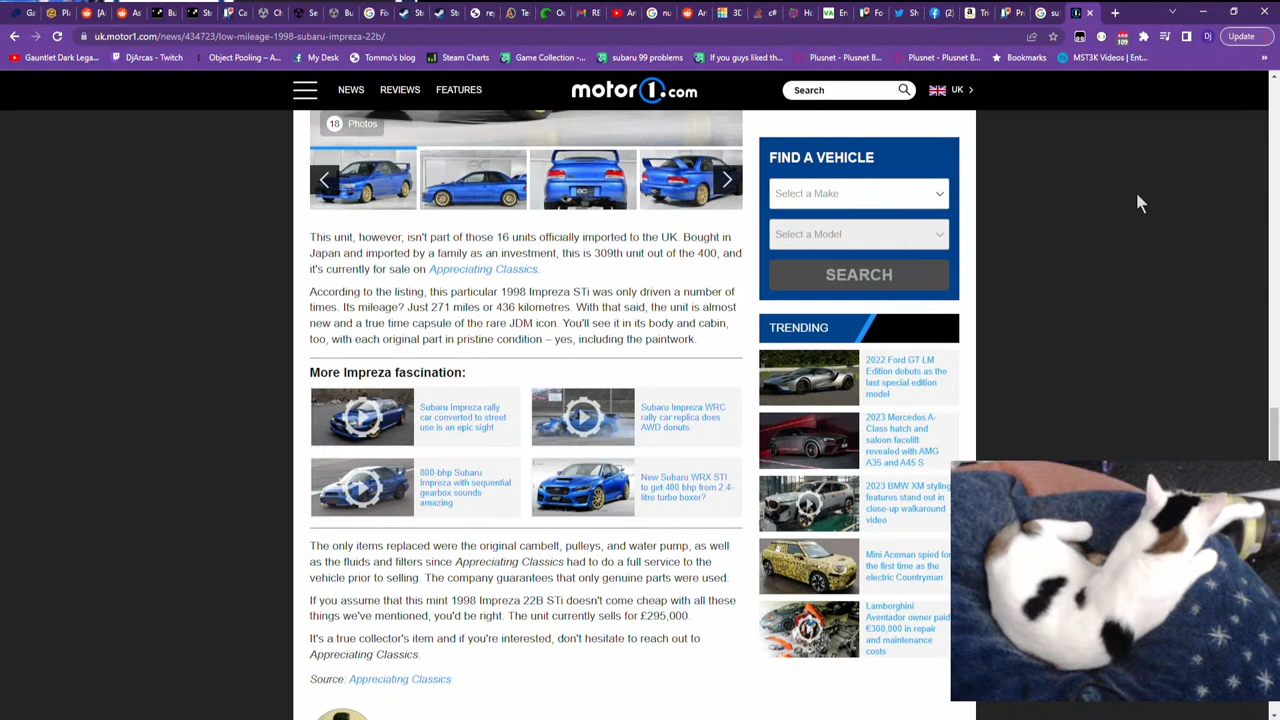 uk.motor1.com/news/434723/low-mileage-1998-subaru-impreza-22b/
Dj
Update
Gauntlet Dark Lega...
DjArcas - Twitch
Object Pooling – A...
My Desk
Tommo's blog
Steam Charts
Game Collection -...
subaru 99 problems
If you guys liked th...
Plusnet - Plusnet B...
Plusnet - Plusnet B...
Bookmarks
MST3K Videos | Ent...
NEWS
REVIEWS
FEATURES
motor1.com
Search
UK
18 Photos
This unit, however, isn't part of those 16 units officially imported to the UK. Bought in
Japan and imported by a family as an investment, this is 309th unit out of the 400, and
it's currently for sale on Appreciating Classics.
According to the listing, this particular 1998 Impreza STi was only driven a number of
times. Its mileage? Just 271 miles or 436 kilometres. With that said, the unit is almost
new and a true time capsule of the rare JDM icon. You'll see it in its body and cabin,
too, with each original part in pristine condition – yes, including the paintwork.
More Impreza fascination:
Subaru Impreza rally
car converted to street
use is an epic sight
Subaru Impreza WRC
rally car replica does
AWD donuts
800-bhp Subaru
Impreza with sequential
gearbox sounds
amazing
New Subaru WRX STI
to get 400 bhp from 2.4-
litre turbo boxer?
The only items replaced were the original cambelt, pulleys, and water pump, as well
as the fluids and filters since Appreciating Classics had to do a full service to the
vehicle prior to selling. The company guarantees that only genuine parts were used.
If you assume that this mint 1998 Impreza 22B STi doesn't come cheap with all these
things we've mentioned, you'd be right. The unit currently sells for £295,000.
It's a true collector's item and if you're interested, don't hesitate to reach out to
Appreciating Classics.
Source: Appreciating Classics
FIND A VEHICLE
Select a Make
Select a Model
SEARCH
TRENDING
2022 Ford GT LM
Edition debuts as the
last special edition
model
2023 Mercedes A-
Class hatch and
saloon facelift
revealed with AMG
A35 and A45 S
2023 BMW XM styling
features stand out in
close-up walkaround
video
Mini Aceman spied for
the first time as the
electric Countryman
Lamborghini
Aventador owner paid
€300,000 in repair
and maintenance
costs